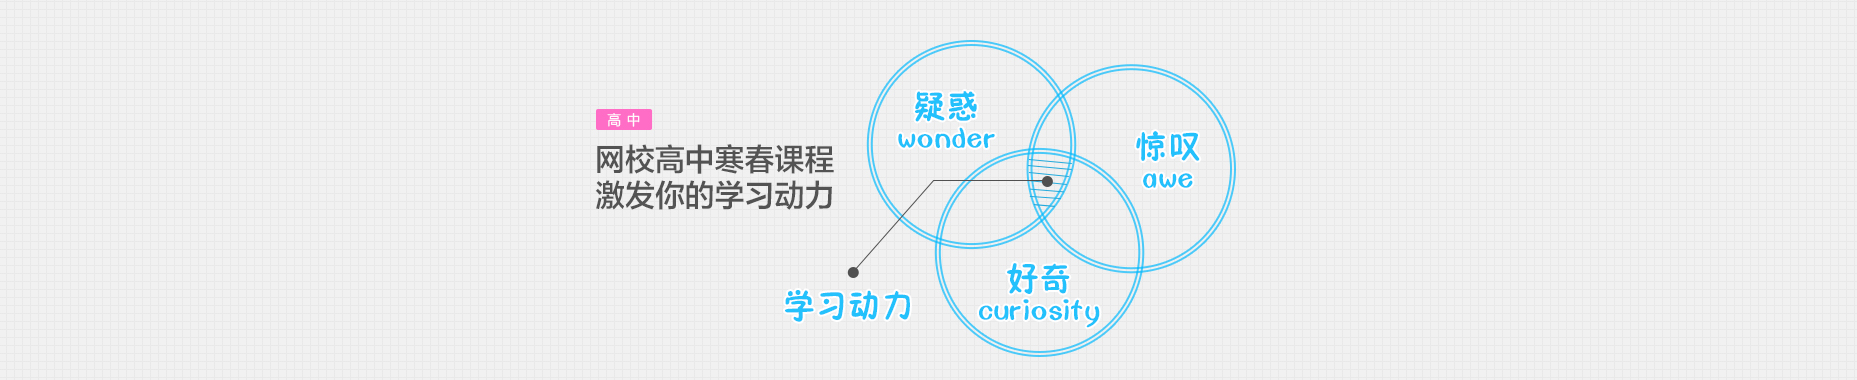 高中
网校高中寒春课程
激发你的学习动力
疑惑
wonder
惊叹
awe
好奇
curiosity
学习动力